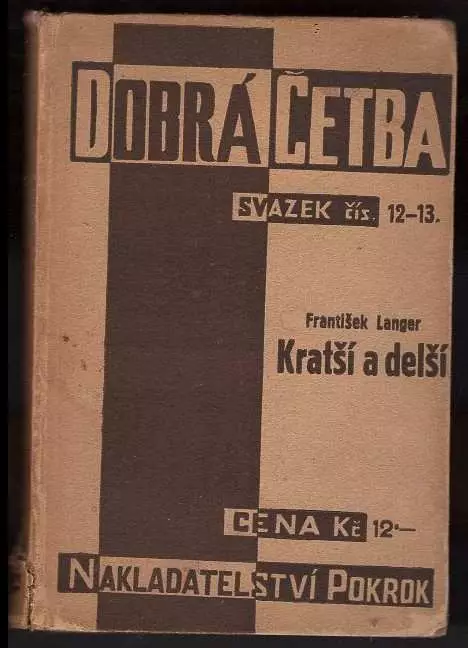 DOBRÁ ČETBA
SVAZEK čís. 12-13.
František Langer
Kratší a delší
CENA Kč 12·—
NAKLADATELSTVÍ POKROK